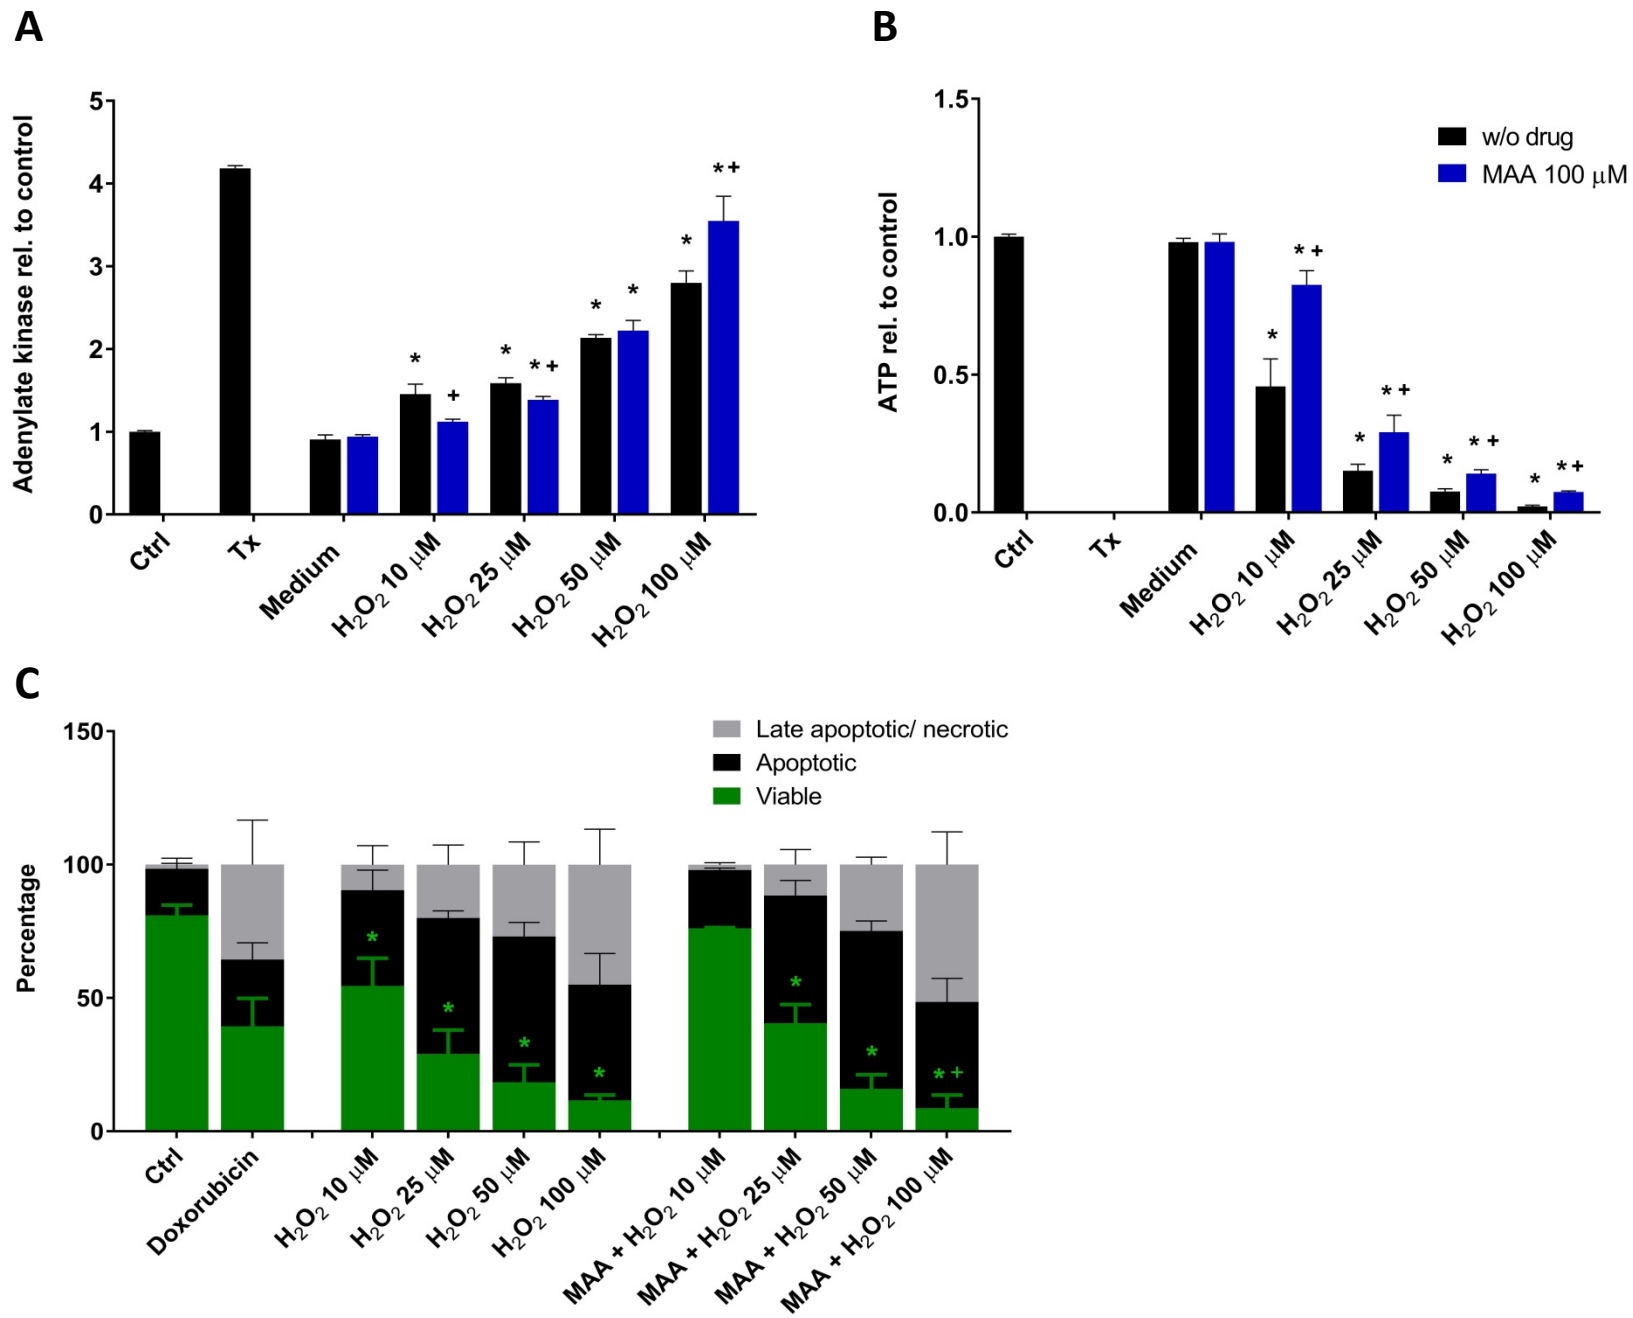 A
Adenylate kinase rel. to control
5
4
3
2
1
0
*
+
*
* +
*
*
*
* +
Ctrl
Tx
Medium
H₂O₂ 10 µM
H₂O₂ 25 µM
H₂O₂ 50 µM
H₂O₂ 100 µM
B
ATP rel. to control
1.5
1.0
0.5
0.0
w/o drug
MAA 100 µM
*
* +
*
* +
*
* +
*
* +
Ctrl
Tx
Medium
H₂O₂ 10 µM
H₂O₂ 25 µM
H₂O₂ 50 µM
H₂O₂ 100 µM
C
Percentage
150
100
50
0
Late apoptotic/ necrotic
Apoptotic
Viable
*
*
*
*
*
*
* +
Ctrl
Doxorubicin
H₂O₂ 10 µM
H₂O₂ 25 µM
H₂O₂ 50 µM
H₂O₂ 100 µM
MAA + H₂O₂ 10 µM
MAA + H₂O₂ 25 µM
MAA + H₂O₂ 50 µM
MAA + H₂O₂ 100 µM